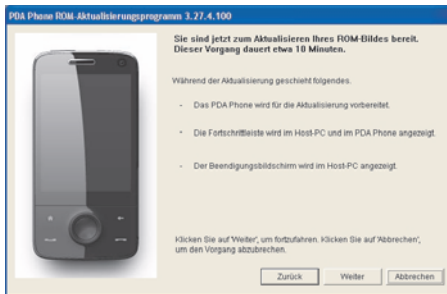 PDA Phone ROM-Aktualisierungsprogramm 3.27.4.100
Sie sind jetzt zum Aktualisieren Ihres ROM-Bildes bereit.
Dieser Vorgang dauert etwa 10 Minuten.
Während der Aktualisierung geschieht folgendes.
- Das PDA Phone wird für die Aktualisierung vorbereitet.
- Die Fortschrittleiste wird im Host-PC und im PDA Phone angezeigt.
- Der Beendigungsbildschirm wird im Host-PC angezeigt.
Klicken Sie auf 'Weiter', um fortzufahren. Klicken Sie auf 'Abbrechen',
um den Vorgang abzubrechen.
Zurück Weiter Abbrechen